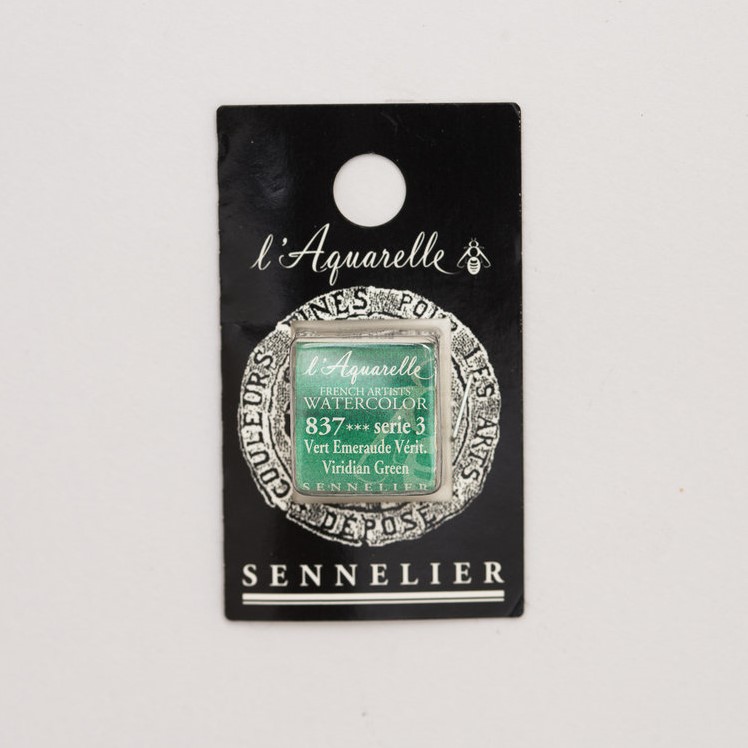 l'Aquarelle
COULEURS FINES POUR LES ARTS
DÉPOSÉ
l'Aquarelle
FRENCH ARTISTS'
WATERCOLOR
837*** serie 3
Vert Emeraude Vérit.
Viridian Green
SENNELIER
SENNELIER